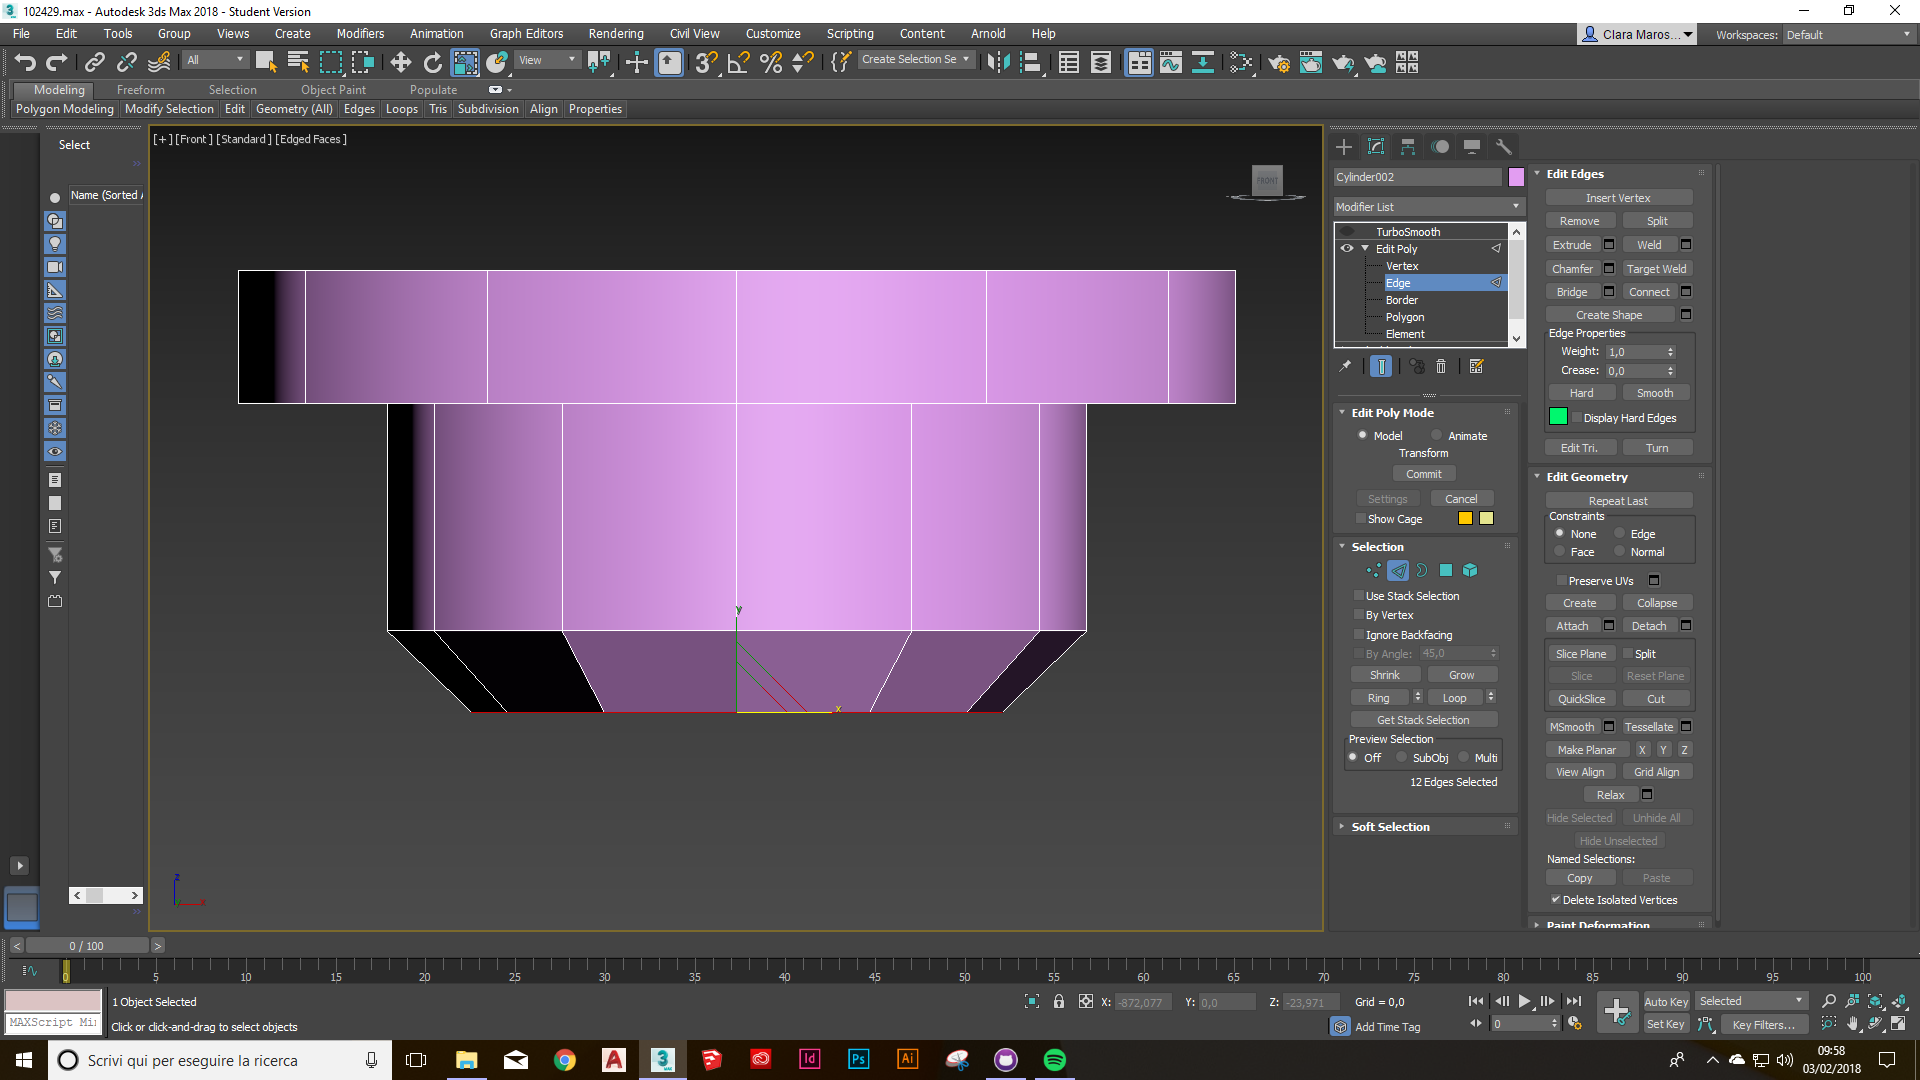 102429.max - Autodesk 3ds Max 2018 - Student Version
File Edit Tools Group Views Create Modifiers Animation Graph Editors Rendering Civil View Customize Scripting Content Arnold Help
Clara Maros... Workspaces: Default
All View Create Selection Se
Modeling Freeform Selection Object Paint Populate
Polygon Modeling Modify Selection Edit Geometry (All) Edges Loops Tris Subdivision Align Properties
Select
Name (Sorted A
[+] [Front] [Standard] [Edged Faces]
FRONT
y
x
z
x
Cylinder002
Modifier List
TurboSmooth
Edit Poly
Vertex
Edge
Border
Polygon
Element
Edit Poly Mode
Model Animate
Transform
Commit
Settings Cancel
Show Cage
Selection
Use Stack Selection
By Vertex
Ignore Backfacing
By Angle: 45,0
Shrink Grow
Ring Loop
Get Stack Selection
Preview Selection
Off SubObj Multi
12 Edges Selected
Soft Selection
Edit Edges
Insert Vertex
Remove Split
Extrude Weld
Chamfer Target Weld
Bridge Connect
Create Shape
Edge Properties
Weight: 1,0
Crease: 0,0
Hard Smooth
Display Hard Edges
Edit Tri. Turn
Edit Geometry
Repeat Last
Constraints
None Edge
Face Normal
Preserve UVs
Create Collapse
Attach Detach
Slice Plane Split
Slice Reset Plane
QuickSlice Cut
MSmooth Tessellate
Make Planar X Y Z
View Align Grid Align
Relax
Hide Selected Unhide All
Hide Unselected
Named Selections:
Copy Paste
Delete Isolated Vertices
Paint Deformation
< 0 / 100 >
0 5 10 15 20 25 30 35 40 45 50 55 60 65 70 75 80 85 90 95 100
1 Object Selected
X: -872,077 Y: 0,0 Z: -23,971 Grid = 0,0
Auto Key Selected
MAXScript Mi
Click or click-and-drag to select objects
Add Time Tag
0
Set Key Key Filters...
Scrivi qui per eseguire la ricerca
09:58
03/02/2018